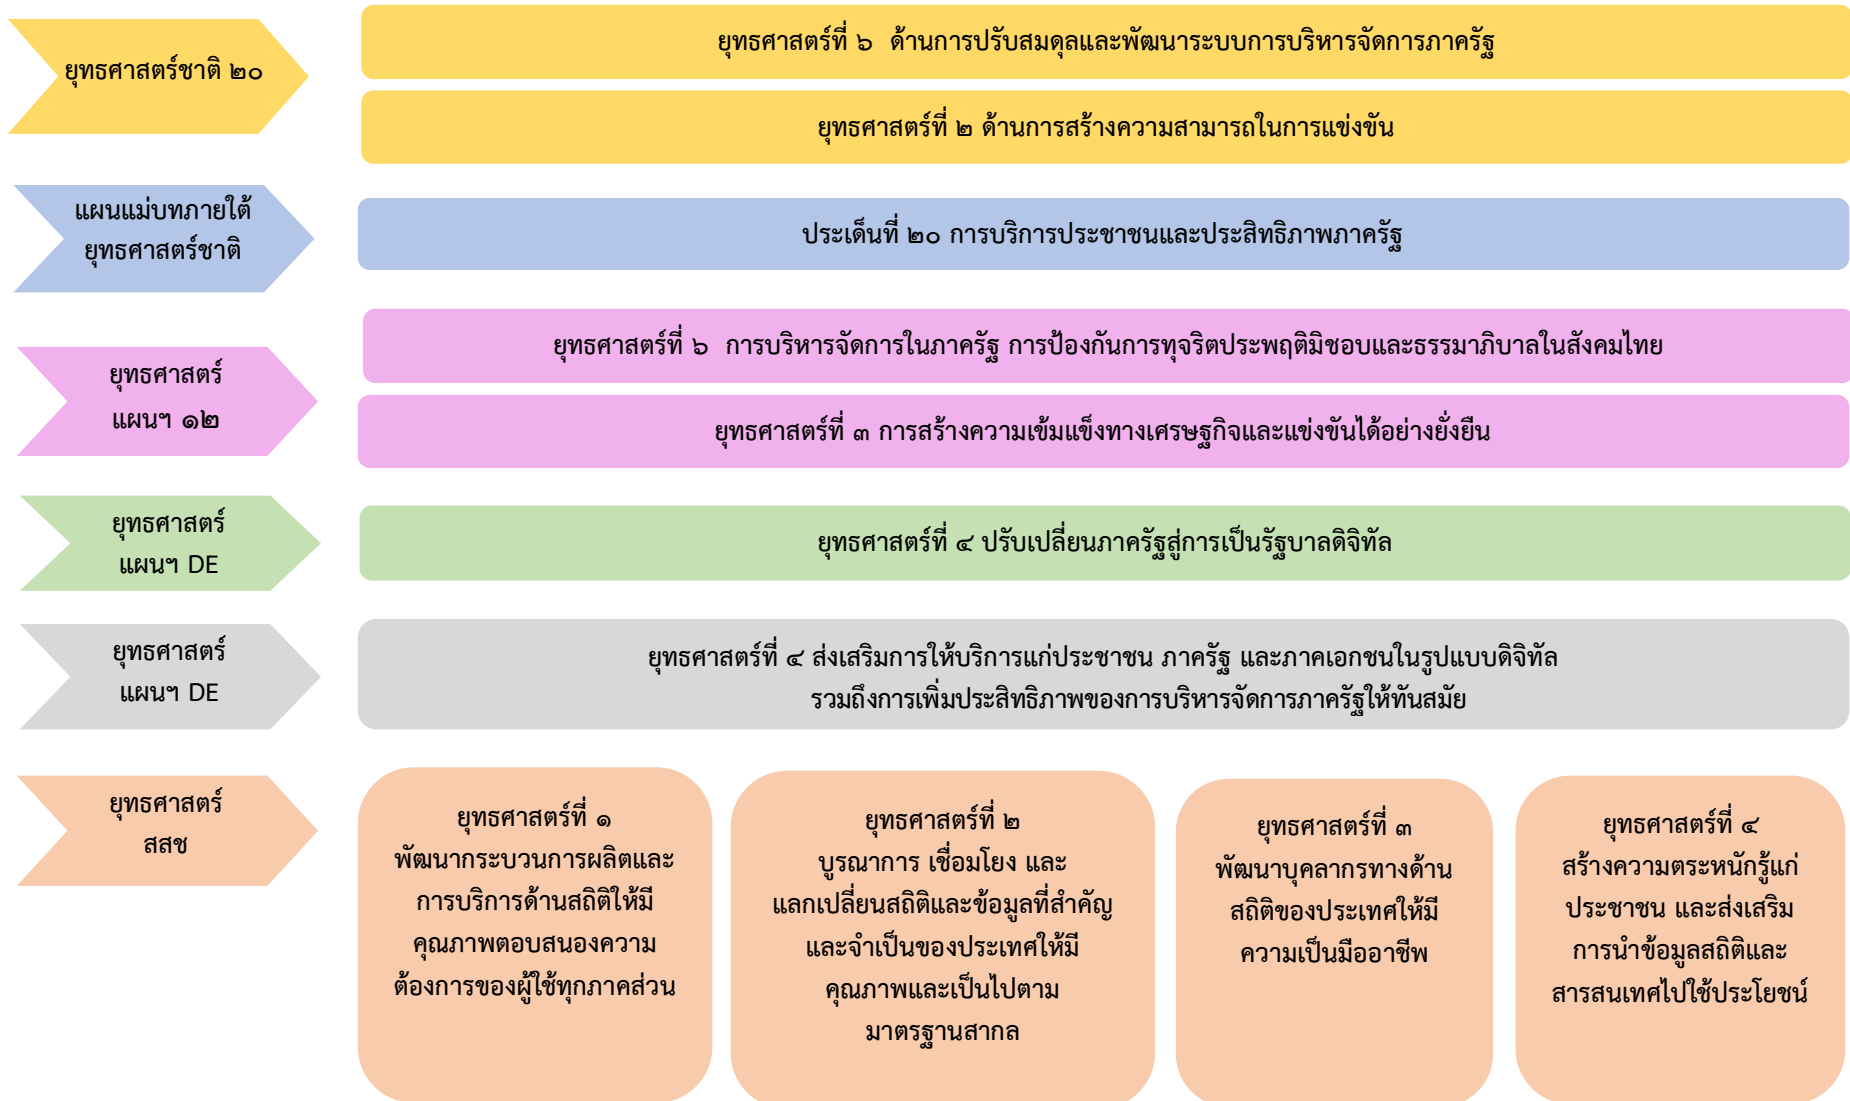 ยุทธศาสตร์ชาติ ๒๐
ยุทธศาสตร์ที่ ๖  ด้านการปรับสมดุลและพัฒนาระบบการบริหารจัดการภาครัฐ
ยุทธศาสตร์ที่ ๒ ด้านการสร้างความสามารถในการแข่งขัน
แผนแม่บทภายใต้
ยุทธศาสตร์ชาติ
ประเด็นที่ ๒๐ การบริการประชาชนและประสิทธิภาพภาครัฐ
ยุทธศาสตร์
แผนฯ ๑๒
ยุทธศาสตร์ที่ ๖  การบริหารจัดการในภาครัฐ การป้องกันการทุจริตประพฤติมิชอบและธรรมาภิบาลในสังคมไทย
ยุทธศาสตร์ที่ ๓ การสร้างความเข้มแข็งทางเศรษฐกิจและแข่งขันได้อย่างยั่งยืน
ยุทธศาสตร์
แผนฯ DE
ยุทธศาสตร์ที่ ๔ ปรับเปลี่ยนภาครัฐสู่การเป็นรัฐบาลดิจิทัล
ยุทธศาสตร์
แผนฯ DE
ยุทธศาสตร์ที่ ๔ ส่งเสริมการให้บริการแก่ประชาชน ภาครัฐ และภาคเอกชนในรูปแบบดิจิทัล
รวมถึงการเพิ่มประสิทธิภาพของการบริหารจัดการภาครัฐให้ทันสมัย
ยุทธศาสตร์
สสช
ยุทธศาสตร์ที่ ๑
พัฒนากระบวนการผลิตและ
การบริการด้านสถิติให้มี
คุณภาพตอบสนองความ
ต้องการของผู้ใช้ทุกภาคส่วน
ยุทธศาสตร์ที่ ๒
บูรณาการ เชื่อมโยง และ
แลกเปลี่ยนสถิติและข้อมูลที่สำคัญ
และจำเป็นของประเทศให้มี
คุณภาพและเป็นไปตาม
มาตรฐานสากล
ยุทธศาสตร์ที่ ๓
พัฒนาบุคลากรทางด้าน
สถิติของประเทศให้มี
ความเป็นมืออาชีพ
ยุทธศาสตร์ที่ ๔
สร้างความตระหนักรู้แก่
ประชาชน และส่งเสริม
การนำข้อมูลสถิติและ
สารสนเทศไปใช้ประโยชน์